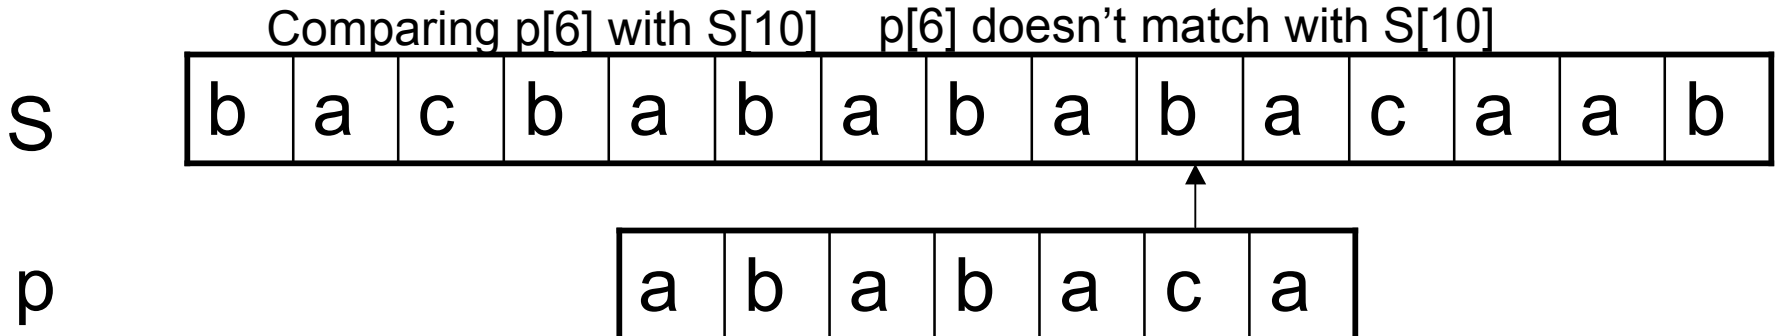 Comparing p[6] with S[10] p[6] doesn’t match with S[10]
S b a c b a b a b a b a c a a b
p a b a b a c a